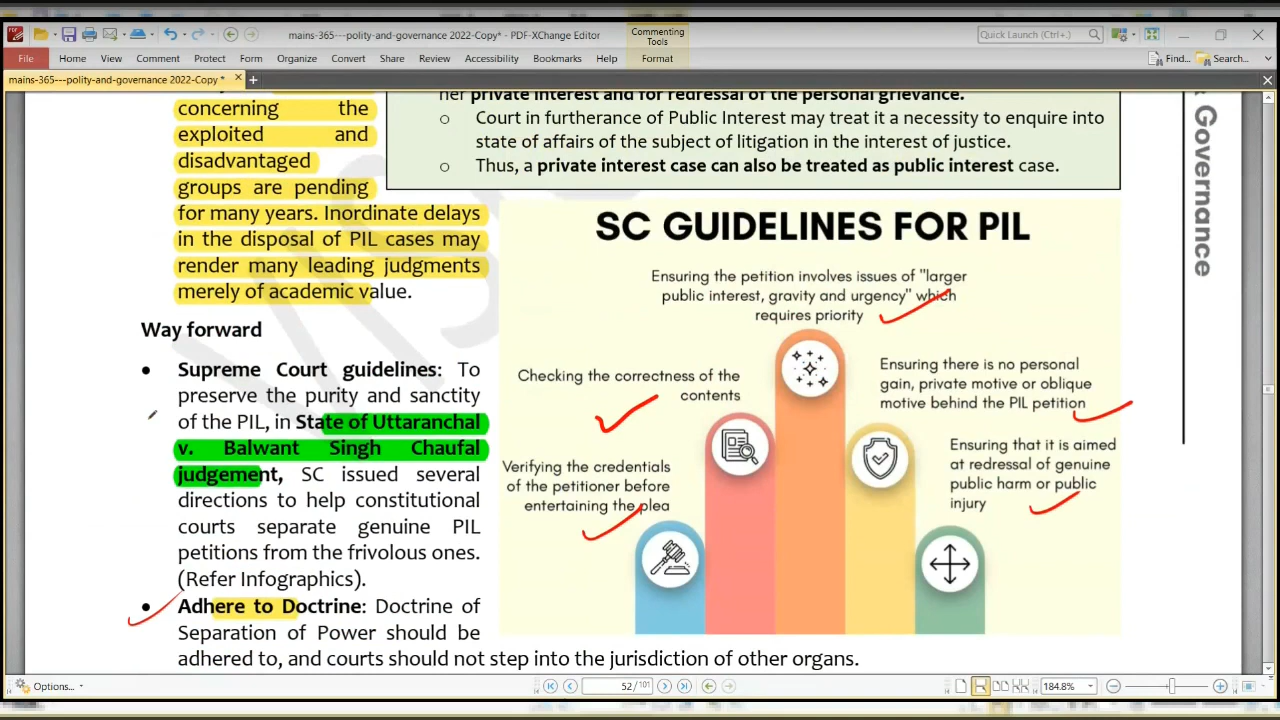 mains-365---polity-and-governance 2022-Copy* - PDF-XChange Editor
Commenting
Tools
Quick Launch (Ctrl+.)
File Home View Comment Protect Form Organize Convert Share Review Accessibility Bookmarks Help Format Find... Search...
mains-365---polity-and-governance 2022-Copy *
concerning the
exploited and
disadvantaged
groups are pending
for many years. Inordinate delays
in the disposal of PIL cases may
render many leading judgments
merely of academic value.
Way forward
• Supreme Court guidelines: To
preserve the purity and sanctity
of the PIL, in State of Uttaranchal
v. Balwant Singh Chaufal
judgement, SC issued several
directions to help constitutional
courts separate genuine PIL
petitions from the frivolous ones.
(Refer Infographics).
• Adhere to Doctrine: Doctrine of
Separation of Power should be
adhered to, and courts should not step into the jurisdiction of other organs.
her private interest and for redressal of the personal grievance.
o Court in furtherance of Public Interest may treat it a necessity to enquire into
state of affairs of the subject of litigation in the interest of justice.
o Thus, a private interest case can also be treated as public interest case.
SC GUIDELINES FOR PIL
Ensuring the petition involves issues of "larger
public interest, gravity and urgency" which
requires priority
Checking the correctness of the
contents
Ensuring there is no personal
gain, private motive or oblique
motive behind the PIL petition
Verifying the credentials
of the petitioner before
entertaining the plea
Ensuring that it is aimed
at redressal of genuine
public harm or public
injury
Governance
Options...
52 /101
184.8%